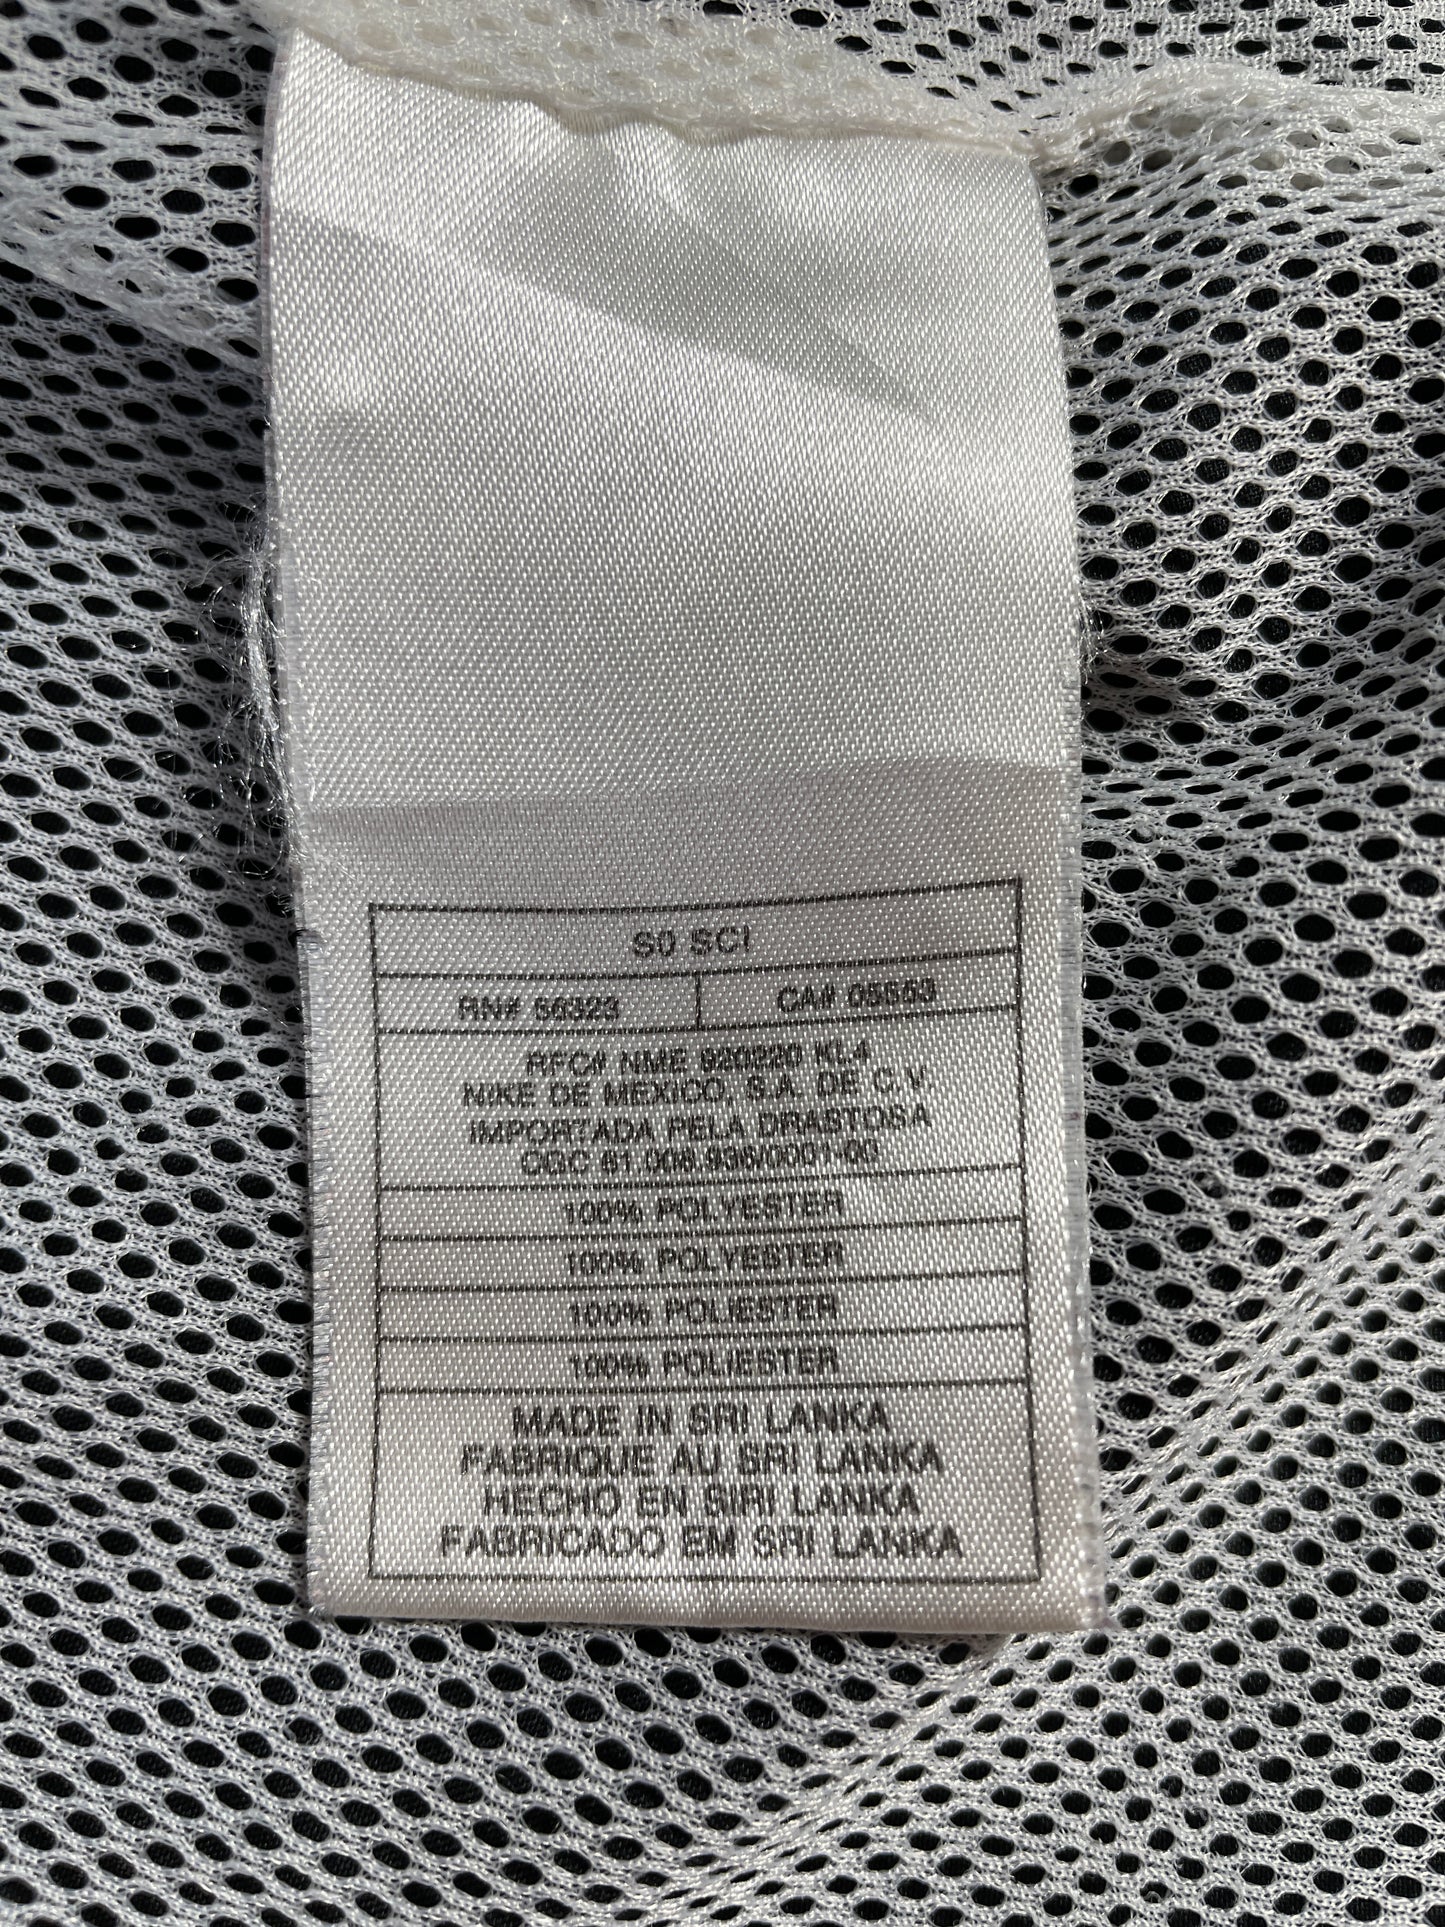 S0 SCI
RN# 56323
CA# 05553
RFC# NME 920220 KL4
NIKE DE MEXICO, S.A. DE C.V.
IMPORTADA PELA DRASTOSA
CGC 61.006.936/0001-00
100% POLYESTER
100% POLYESTER
100% POLIESTER
100% POLIESTER
MADE IN SRI LANKA
FABRIQUE AU SRI LANKA
HECHO EN SIRI LANKA
FABRICADO EM SRI LANKA